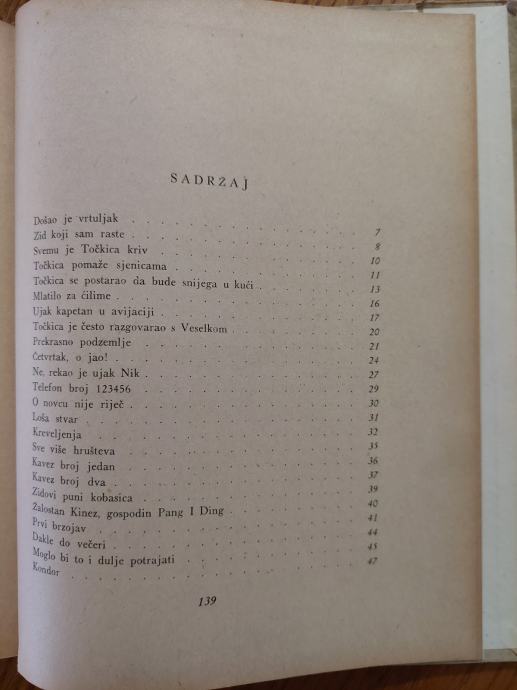 SADRŽAJ
Došao je vrtuljak . . . . . . . . . . . 7
Zid koji sam raste . . . . . . . . . . . 8
Svemu je Točkica kriv . . . . . . . . . . 10
Točkica pomaže sjenicama . . . . . . . . . 11
Točkica se postarao da bude snijega u kući . . . . . 13
Mlatilo za ćilime . . . . . . . . . . . 16
Ujak kapetan u avijaciji . . . . . . . . . 17
Točkica je često razgovarao s Veselkom . . . . . . 20
Prekrasno podzemlje . . . . . . . . . . 21
Četvrtak, o jao! . . . . . . . . . . . 24
Ne, rekao je ujak Nik . . . . . . . . . . 27
Telefon broj 123456 . . . . . . . . . . 29
O novcu nije riječ . . . . . . . . . . . 30
Loša stvar . . . . . . . . . . . . . 31
Kreveljenja . . . . . . . . . . . . . 32
Sve više hrušteva . . . . . . . . . . . 35
Kavez broj jedan . . . . . . . . . . . 36
Kavez broj dva . . . . . . . . . . . . 37
Zidovi puni kobasica . . . . . . . . . . 39
Žalostan Kinez, gospodin Pang I Ding . . . . . . 40
Prvi brzojav . . . . . . . . . . . . 41
Dakle do večeri . . . . . . . . . . . 44
Moglo bi to i dulje potrajati . . . . . . . . 45
Kondor . . . . . . . . . . . . . . 47
139